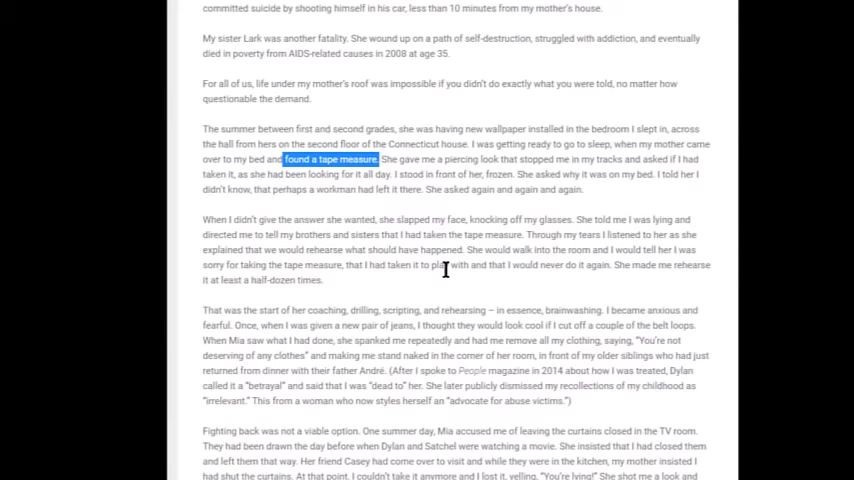 committed suicide by shooting himself in his car, less than 10 minutes from my mother's house.
My sister Lark was another fatality. She wound up on a path of self-destruction, struggled with addiction, and eventually
died in poverty from AIDS-related causes in 2008 at age 35.
For all of us, life under my mother's roof was impossible if you didn't do exactly what you were told, no matter how
questionable the demand.
The summer between first and second grades, she was having new wallpaper installed in the bedroom I slept in, across
the hall from hers on the second floor of the Connecticut house. I was getting ready to go to sleep, when my mother came
over to my bed and found a tape measure. She gave me a piercing look that stopped me in my tracks and asked if I had
taken it, as she had been looking for it all day. I stood in front of her, frozen. She asked why it was on my bed. I told her I
didn't know, that perhaps a workman had left it there. She asked again and again and again.
When I didn't give the answer she wanted, she slapped my face, knocking off my glasses. She told me I was lying and
directed me to tell my brothers and sisters that I had taken the tape measure. Through my tears I listened to her as she
explained that we would rehearse what should have happened. She would walk into the room and I would tell her I was
sorry for taking the tape measure, that I had taken it to play with and that I would never do it again. She made me rehearse
it at least a half-dozen times.
That was the start of her coaching, drilling, scripting, and rehearsing – in essence, brainwashing. I became anxious and
fearful. Once, when I was given a new pair of jeans, I thought they would look cool if I cut off a couple of the belt loops.
When Mia saw what I had done, she spanked me repeatedly and had me remove all my clothing, saying, "You're not
deserving of any clothes" and making me stand naked in the corner of her room, in front of my older siblings who had just
returned from dinner with their father André. (After I spoke to People magazine in 2014 about how I was treated, Dylan
called it a "betrayal" and said that I was "dead to" her. She later publicly dismissed my recollections of my childhood as
"irrelevant." This from a woman who now styles herself an "advocate for abuse victims.")
Fighting back was not a viable option. One summer day, Mia accused me of leaving the curtains closed in the TV room.
They had been drawn the day before when Dylan and Satchel were watching a movie. She insisted that I had closed them
and left them that way. Her friend Casey had come over to visit and while they were in the kitchen, my mother insisted I
had shut the curtains. At that point, I couldn't take it anymore and I lost it, yelling, "You're lying!" She shot me a look and